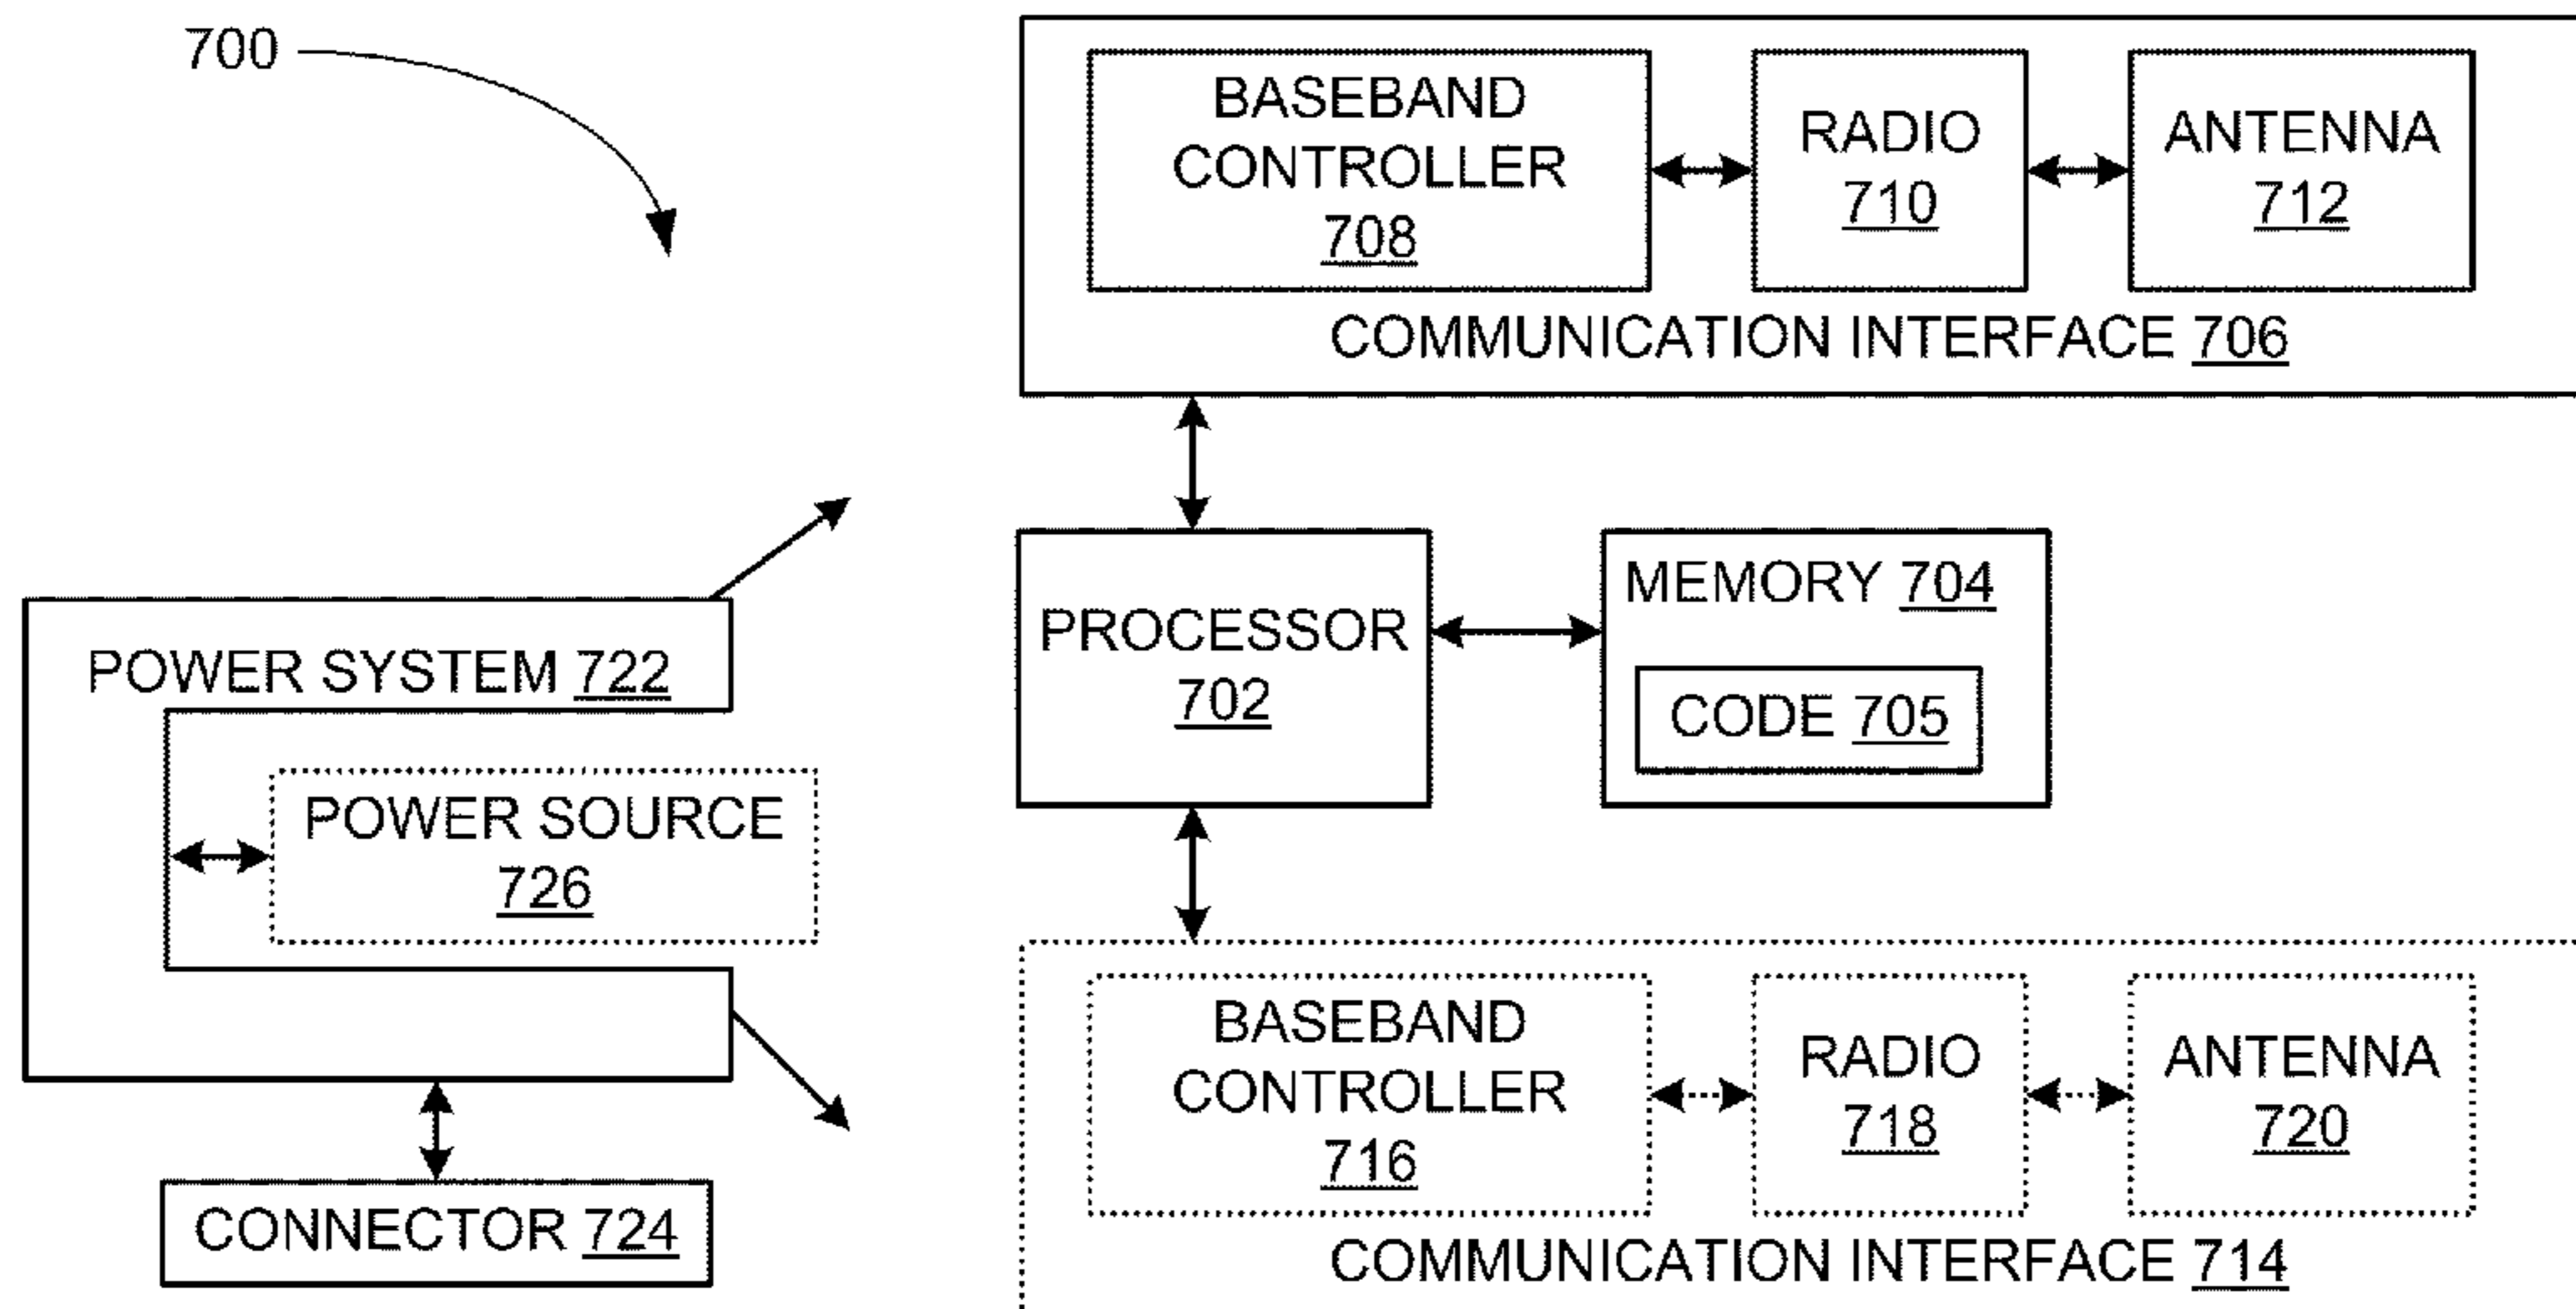 700
BASEBAND
CONTROLLER
708
RADIO
710
ANTENNA
712
COMMUNICATION INTERFACE 706
PROCESSOR
702
MEMORY 704
CODE 705
POWER SYSTEM 722
POWER SOURCE
726
CONNECTOR 724
BASEBAND
CONTROLLER
716
RADIO
718
ANTENNA
720
COMMUNICATION INTERFACE 714